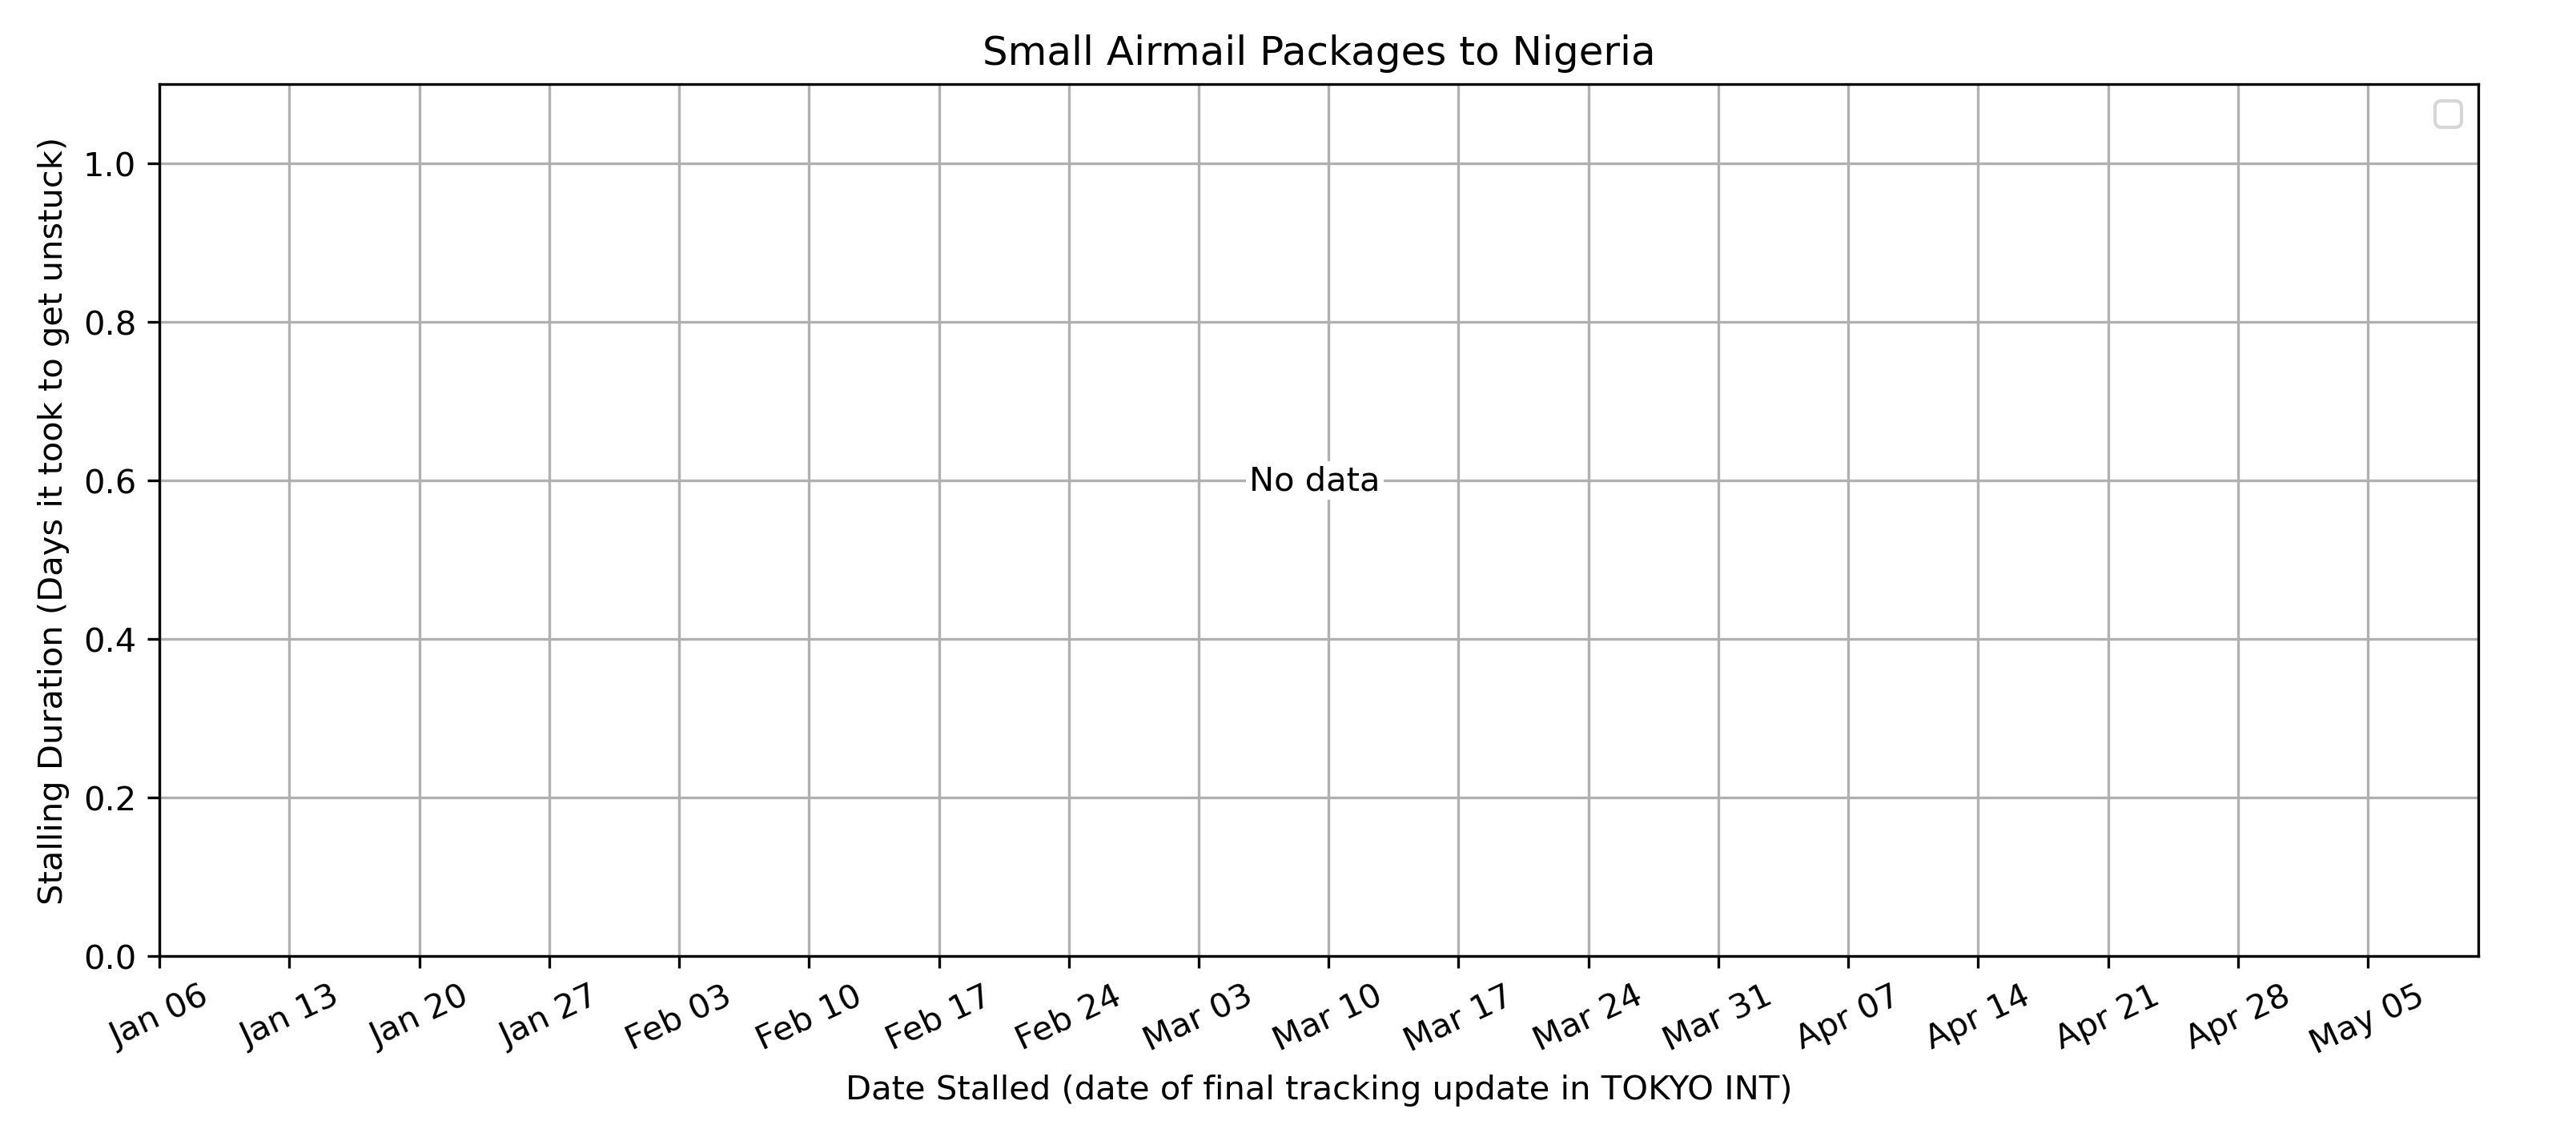 Small Airmail Packages to Nigeria
Stalling Duration (Days it took to get unstuck)
1.0
0.8
0.6
0.4
0.2
0.0
No data
Jan 06
Jan 13
Jan 20
Jan 27
Feb 03
Feb 10
Feb 17
Feb 24
Mar 03
Mar 10
Mar 17
Mar 24
Mar 31
Apr 07
Apr 14
Apr 21
Apr 28
May 05
Date Stalled (date of final tracking update in TOKYO INT)